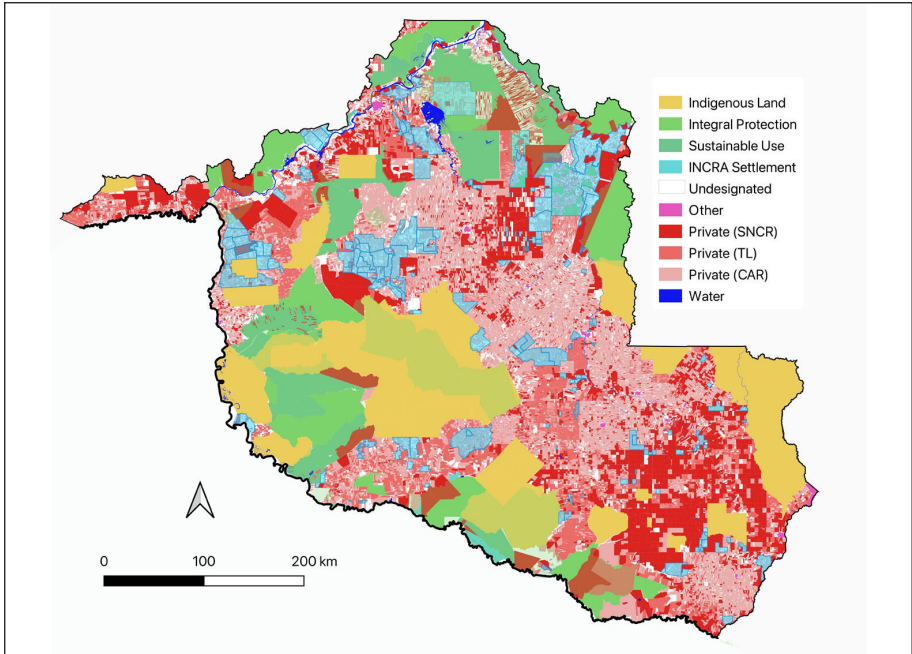 Indigenous Land
Integral Protection
Sustainable Use
INCRA Settlement
Undesignated
Other
Private (SNCR)
Private (TL)
Private (CAR)
Water
0 100 200 km